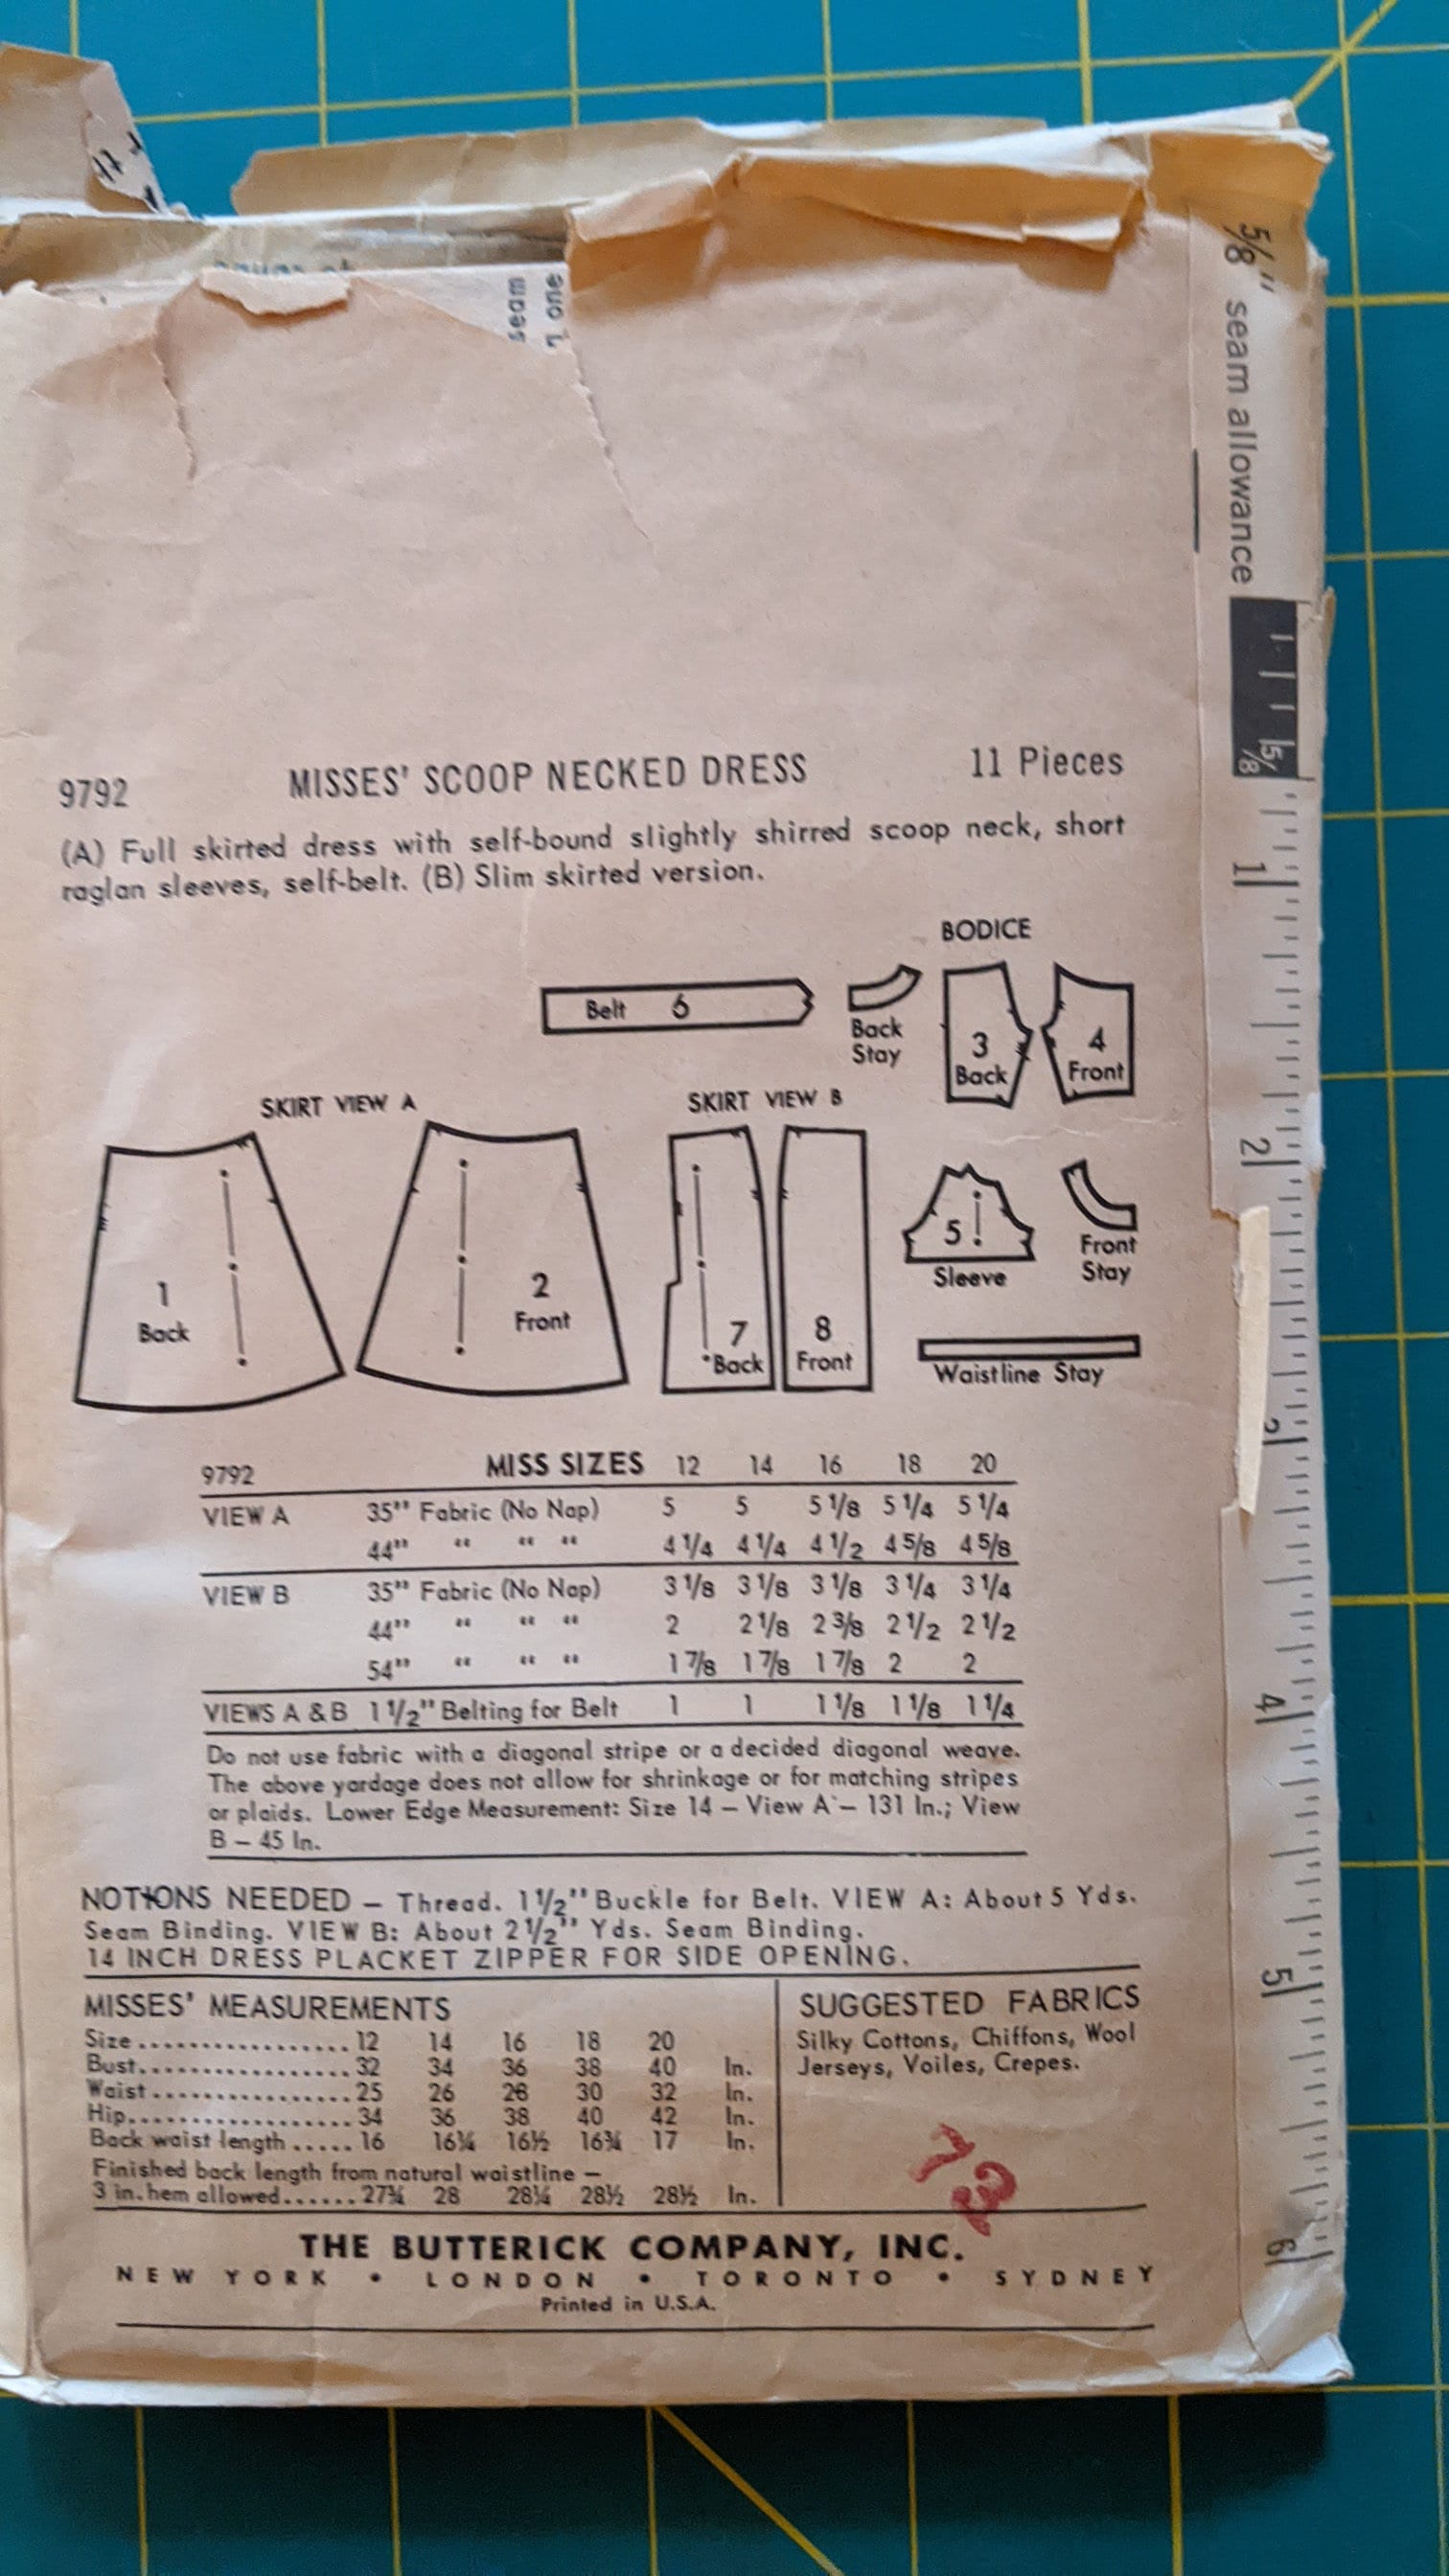 seam
one
5/8" seam allowance
5/8
1
2
4
5
6
9792 MISSES' SCOOP NECKED DRESS 11 Pieces
(A) Full skirted dress with self-bound slightly shirred scoop neck, short
raglan sleeves, self-belt. (B) Slim skirted version.
BODICE
Belt 6
Back
Stay
3
Back
4
Front
SKIRT VIEW A
SKIRT VIEW B
1
Back
2
Front
7
Back
8
Front
5
Sleeve
Front
Stay
Waistline Stay
9792 MISS SIZES 12 14 16 18 20
VIEW A 35" Fabric (No Nap) 5 5 5 1/8 5 1/4 5 1/4
44" " " " 4 1/4 4 1/4 4 1/2 4 5/8 4 5/8
VIEW B 35" Fabric (No Nap) 3 1/8 3 1/8 3 1/8 3 1/4 3 1/4
44" " " " 2 2 1/8 2 3/8 2 1/2 2 1/2
54" " " " 1 7/8 1 7/8 1 7/8 2 2
VIEWS A & B 1 1/2" Belting for Belt 1 1 1 1/8 1 1/8 1 1/4
Do not use fabric with a diagonal stripe or a decided diagonal weave.
The above yardage does not allow for shrinkage or for matching stripes
or plaids. Lower Edge Measurement: Size 14 – View A – 131 In.; View
B – 45 In.
NOTIONS NEEDED – Thread. 1 1/2" Buckle for Belt. VIEW A: About 5 Yds.
Seam Binding. VIEW B: About 2 1/2" Yds. Seam Binding.
14 INCH DRESS PLACKET ZIPPER FOR SIDE OPENING.
MISSES' MEASUREMENTS
Size................. 12 14 16 18 20
Bust................. 32 34 36 38 40 In.
Waist................ 25 26 28 30 32 In.
Hip.................. 34 36 38 40 42 In.
Back waist length ..... 16 16¼ 16½ 16¾ 17 In.
Finished back length from natural waistline –
3 in. hem allowed...... 27¾ 28 28¼ 28½ 28½ In.
SUGGESTED FABRICS
Silky Cottons, Chiffons, Wool
Jerseys, Voiles, Crepes.
73
THE BUTTERICK COMPANY, INC.
NEW YORK • LONDON • TORONTO • SYDNEY
Printed in U.S.A.